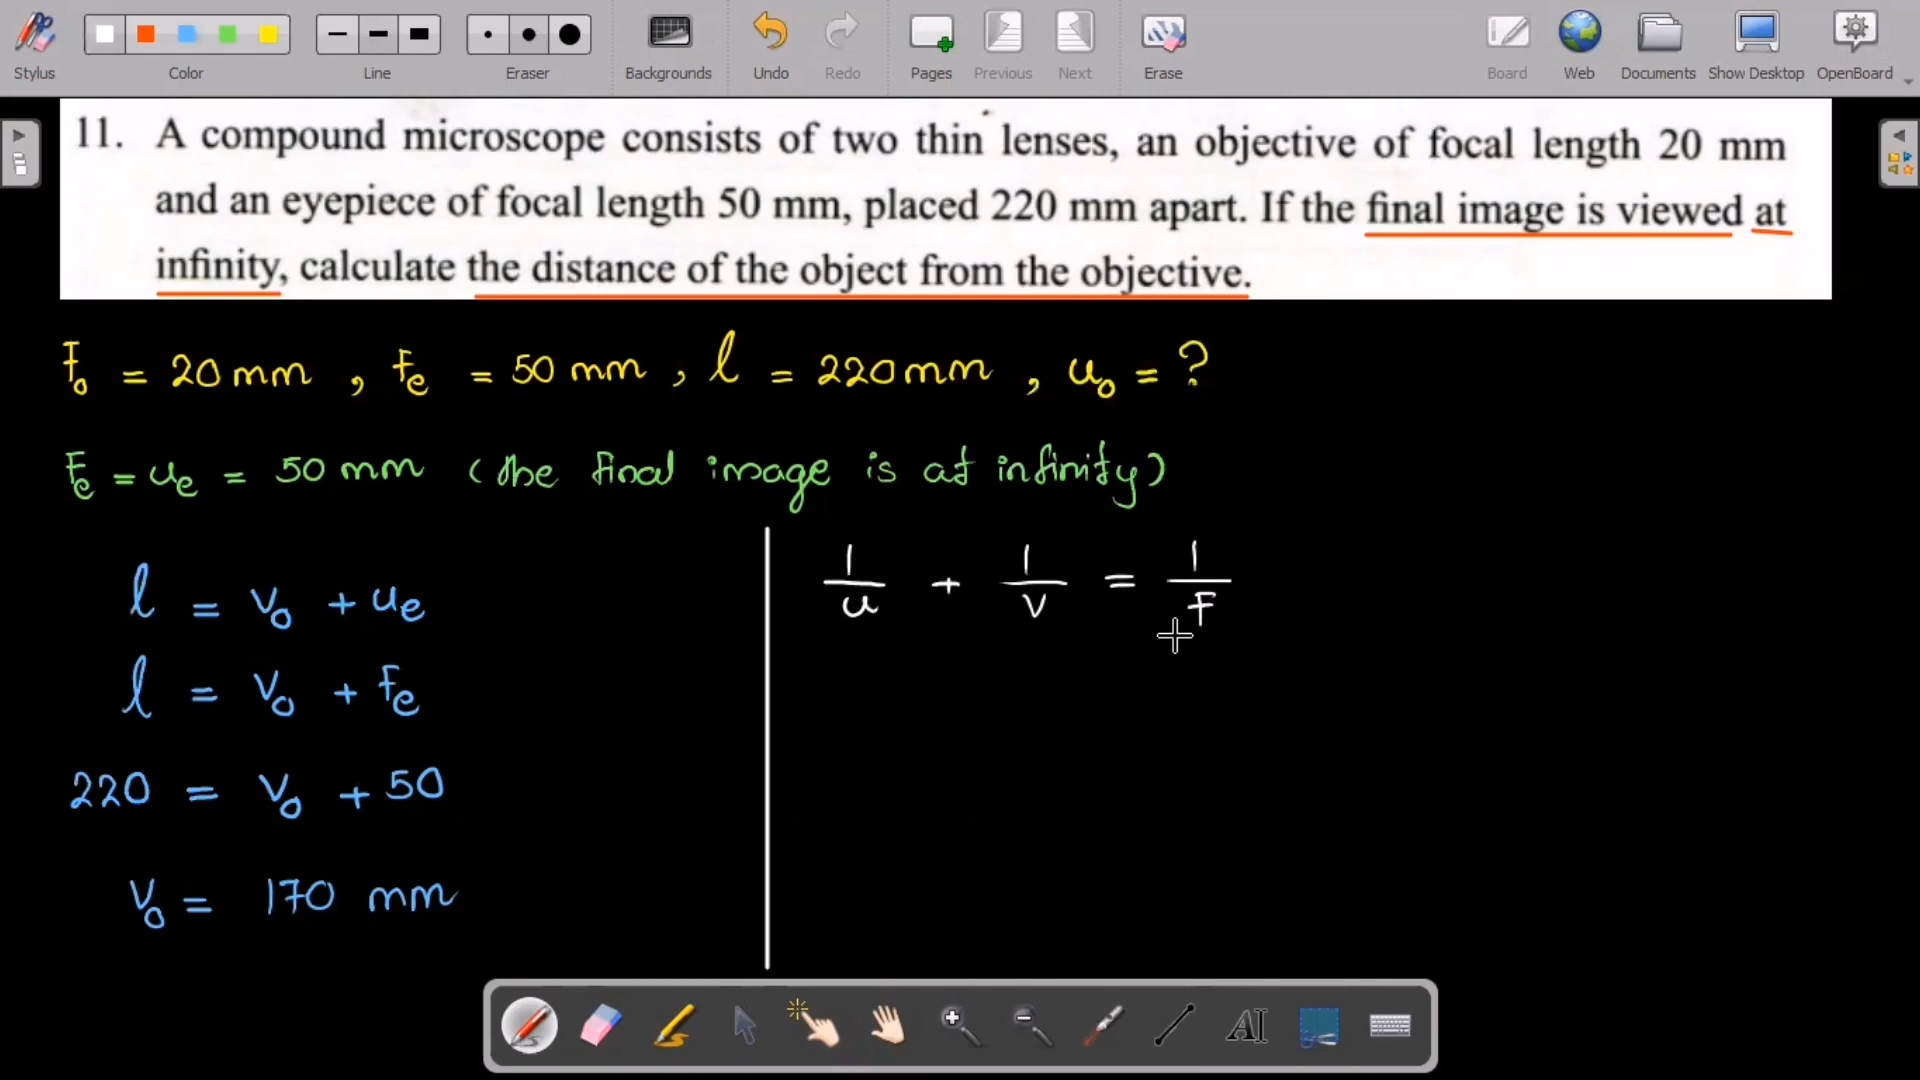 Stylus
Color
Line
Eraser
Backgrounds
Undo
Redo
Pages
Previous
Next
Erase
Board
Web
Documents
Show Desktop
OpenBoard
11. A compound microscope consists of two thin lenses, an objective of focal length 20 mm
and an eyepiece of focal length 50 mm, placed 220 mm apart. If the final image is viewed at
infinity, calculate the distance of the object from the objective.
F₀ = 20 mm , Fe = 50 mm , l = 220 mm , u₀ = ?
Fe = ue = 50 mm (the final image is at infinity)
l = v₀ + ue
l = v₀ + Fe
220 = v₀ + 50
v₀ = 170 mm
1/u + 1/v = 1/F
AI